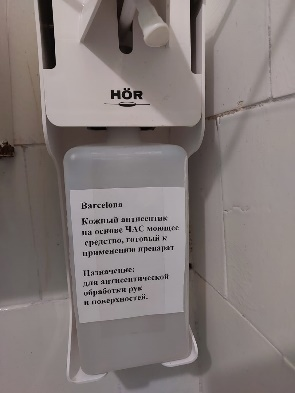 HÖR
Barcelona
Кожный антисептик
на основе ЧАС моющее
средство, готовый к
применению препарат
Назначение:
для антисептической
обработки рук
и поверхностей.